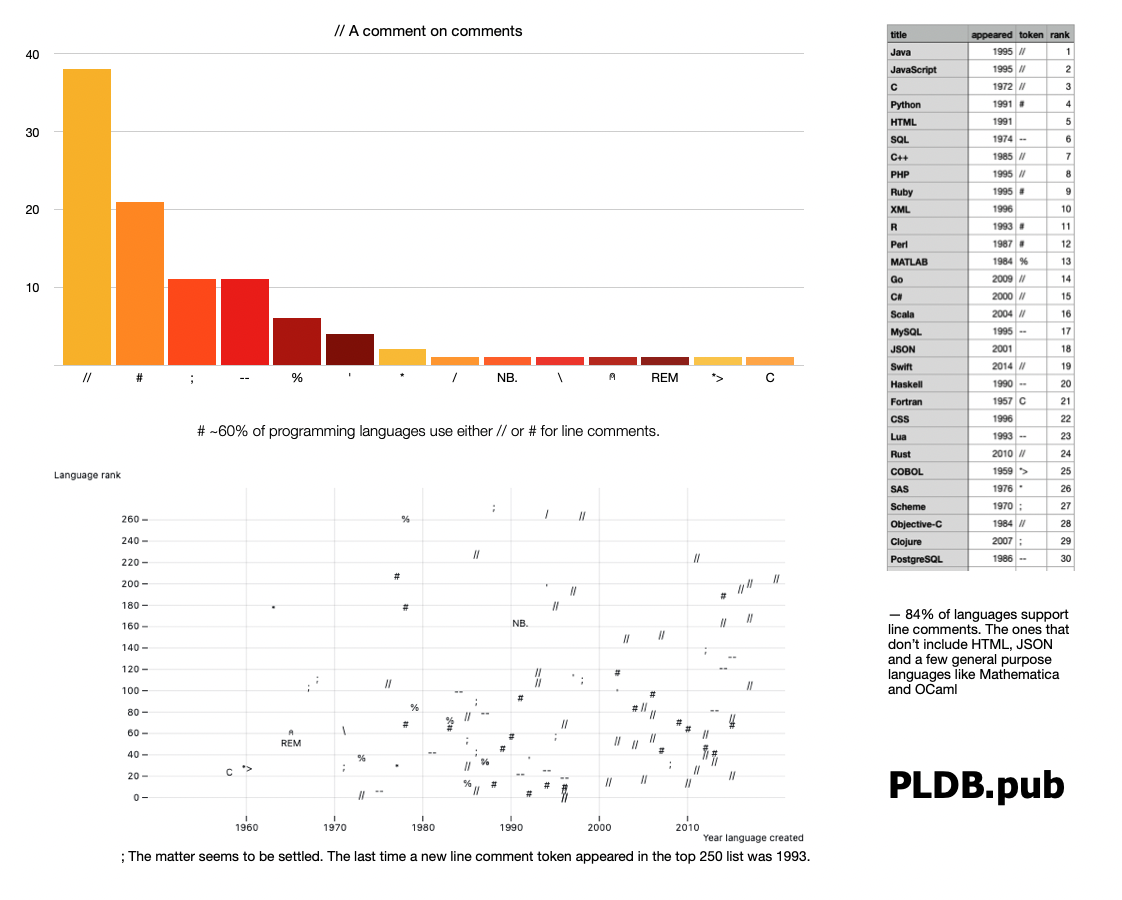 // A comment on comments
40
30
20
10
// # ; -- % ' * / NB. \ ⍝ REM *> C
# ~60% of programming languages use either // or # for line comments.
Language rank
260
240
220
200
180
160
140
120
100
80
60
40
20
0
NB.
REM
C
*>
1960 1970 1980 1990 2000 2010
Year language created
; The matter seems to be settled. The last time a new line comment token appeared in the top 250 list was 1993.
title appeared token rank
Java 1995 // 1
JavaScript 1995 // 2
C 1972 // 3
Python 1991 # 4
HTML 1991 5
SQL 1974 -- 6
C++ 1985 // 7
PHP 1995 // 8
Ruby 1995 # 9
XML 1996 10
R 1993 # 11
Perl 1987 # 12
MATLAB 1984 % 13
Go 2009 // 14
C# 2000 // 15
Scala 2004 // 16
MySQL 1995 -- 17
JSON 2001 18
Swift 2014 // 19
Haskell 1990 -- 20
Fortran 1957 C 21
CSS 1996 22
Lua 1993 -- 23
Rust 2010 // 24
COBOL 1959 *> 25
SAS 1976 * 26
Scheme 1970 ; 27
Objective-C 1984 // 28
Clojure 2007 ; 29
PostgreSQL 1986 -- 30
— 84% of languages support
line comments. The ones that
don’t include HTML, JSON
and a few general purpose
languages like Mathematica
and OCaml
PLDB.pub